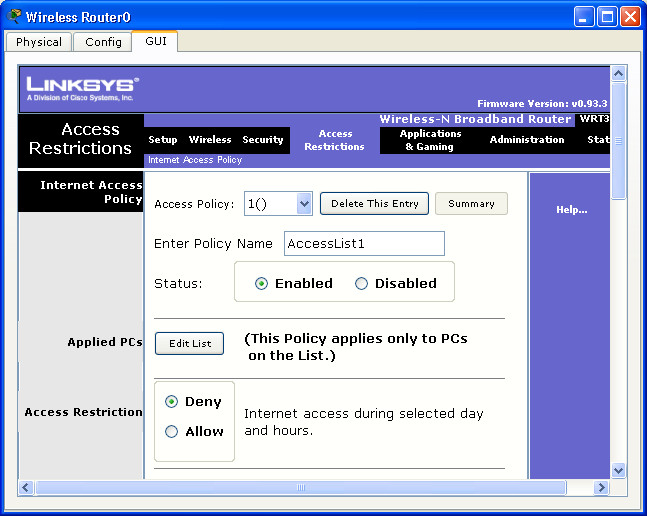 Wireless Router0
Physical Config GUI
LINKSYS®
A Division of Cisco Systems, Inc.
Firmware Version: v0.93.3
Wireless-N Broadband Router WRT3
Access Restrictions
Setup Wireless Security Access Restrictions Applications & Gaming Administration Stat
Internet Access Policy
Internet Access Policy
Access Policy: 1() Delete This Entry Summary
Help...
Enter Policy Name AccessList1
Status: Enabled Disabled
Applied PCs
Edit List (This Policy applies only to PCs
on the List.)
Access Restriction
Deny
Allow
Internet access during selected day
and hours.